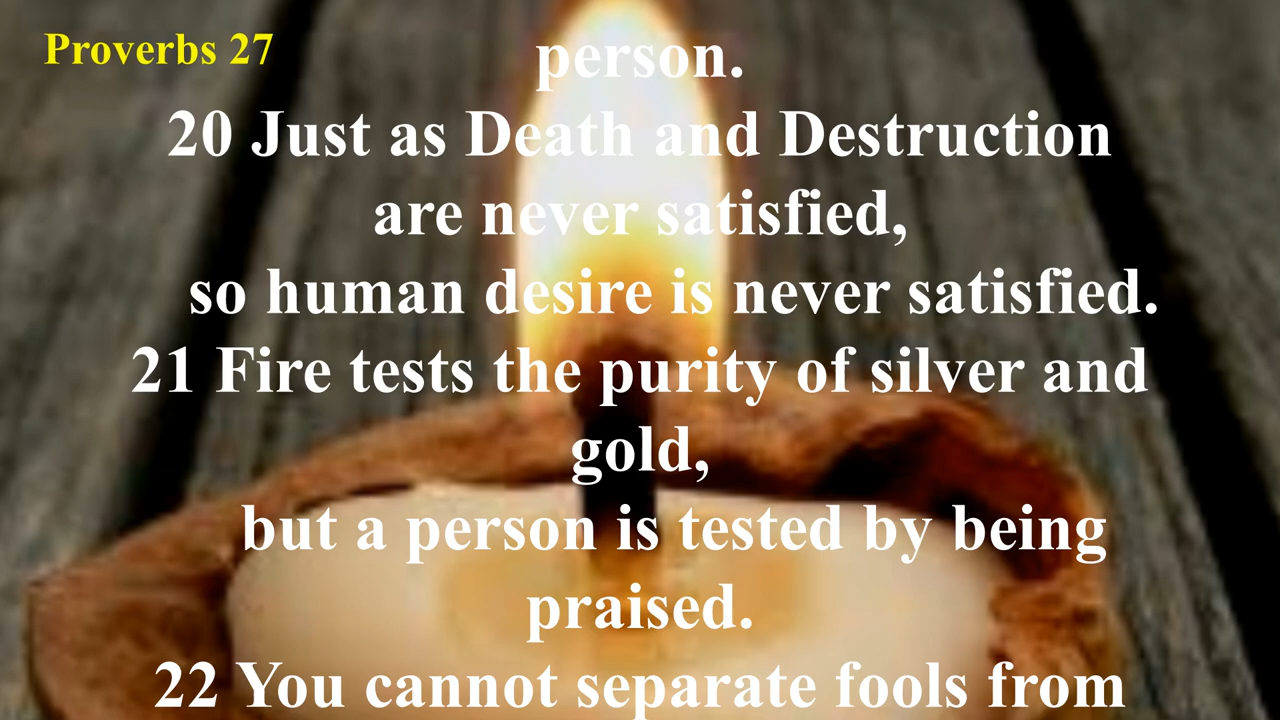 Proverbs 27
person.
20 Just as Death and Destruction
are never satisfied,
so human desire is never satisfied.
21 Fire tests the purity of silver and
gold,
but a person is tested by being
praised.
22 You cannot separate fools from